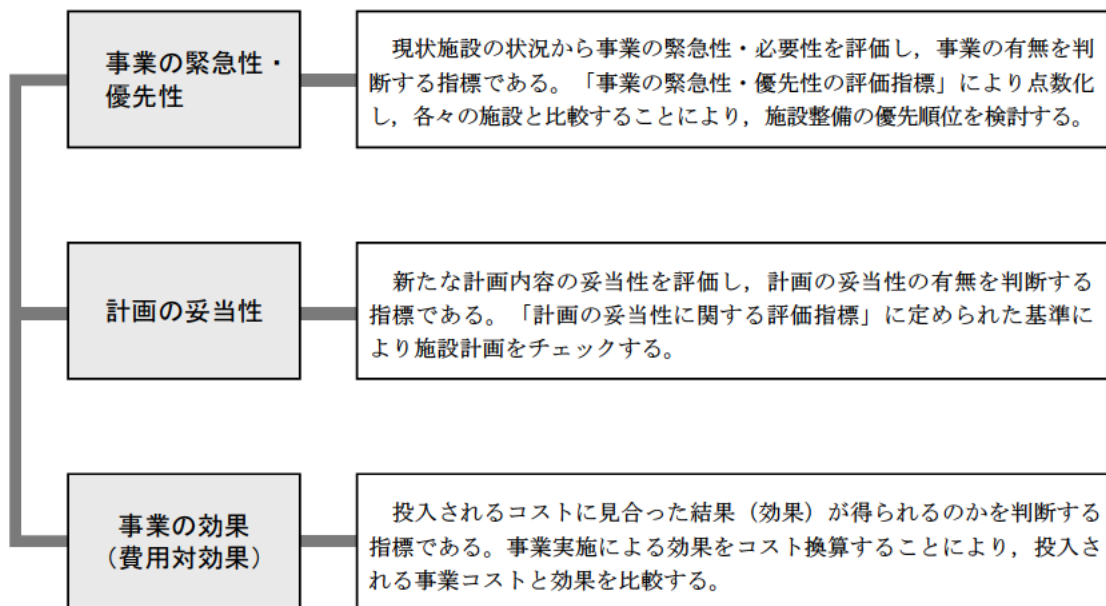 事業の緊急性・
優先性
現状施設の状況から事業の緊急性・必要性を評価し，事業の有無を判
断する指標である。「事業の緊急性・優先性の評価指標」により点数化
し，各々の施設と比較することにより，施設整備の優先順位を検討する。
計画の妥当性
新たな計画内容の妥当性を評価し，計画の妥当性の有無を判断する
指標である。「計画の妥当性に関する評価指標」に定められた基準に
より施設計画をチェックする。
事業の効果
（費用対効果）
投入されるコストに見合った結果（効果）が得られるのかを判断する
指標である。事業実施による効果をコスト換算することにより，投入さ
れる事業コストと効果を比較する。